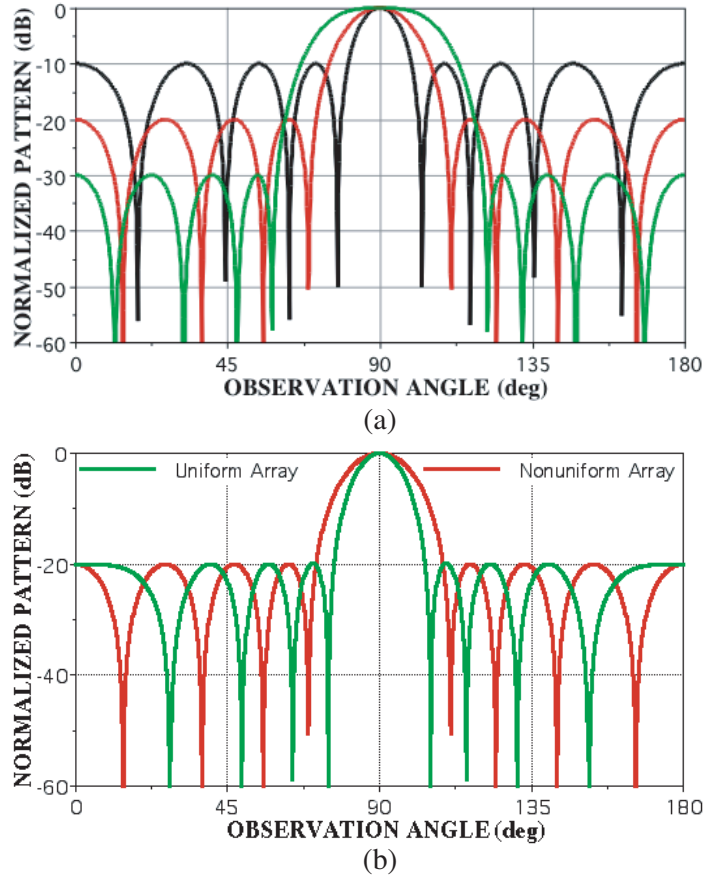 0
-10
-20
-30
-40
-50
-60
NORMALIZED PATTERN (dB)
0 45 90 135 180
OBSERVATION ANGLE (deg)
(a)
0
-20
-40
-60
NORMALIZED PATTERN (dB)
Uniform Array Nonuniform Array
0 45 90 135 180
OBSERVATION ANGLE (deg)
(b)